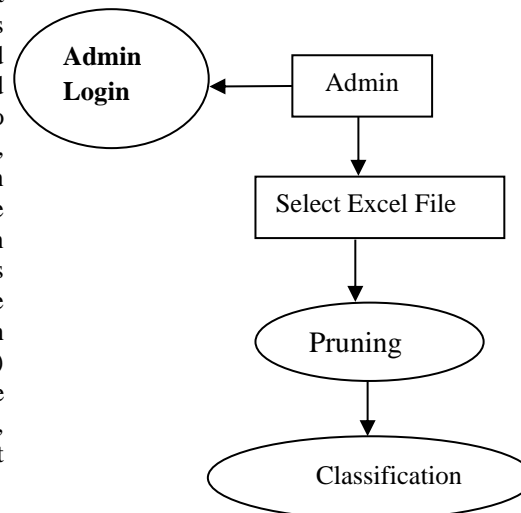 Admin
Login
Admin
Select Excel File
Pruning
Classification